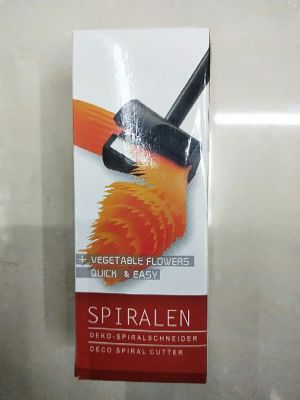 + VEGETABLE FLOWERS
QUICK & EASY
SPIRALEN
DEKO-SPIRALSCHNEIDER
DECO SPIRAL CUTTER